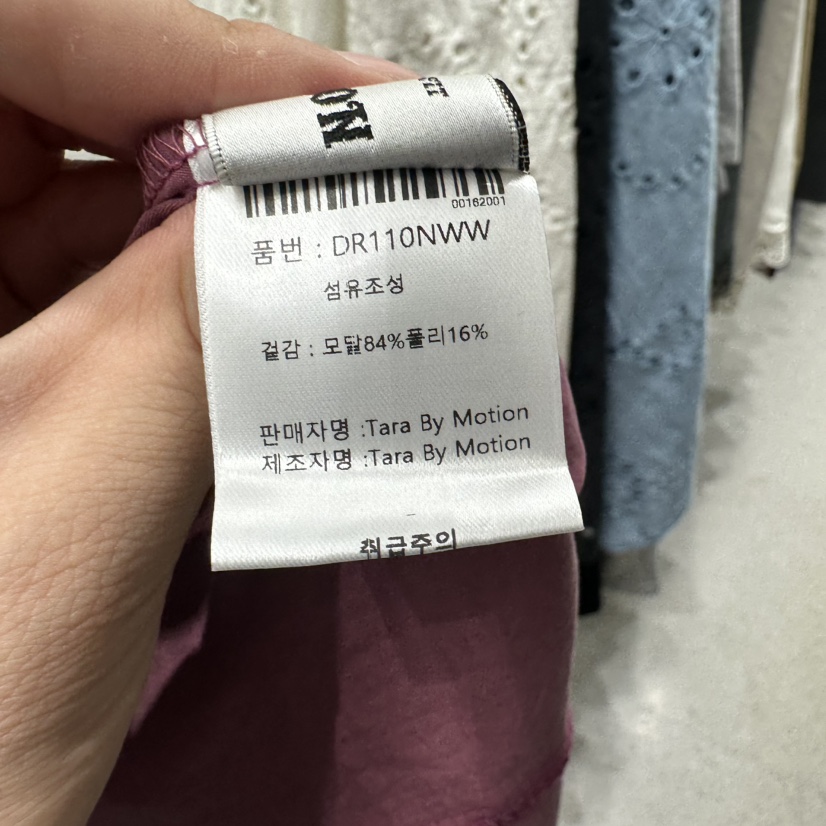 00162001
품번 : DR110NWW
섬유조성
겉감 : 모달84%폴리16%
판매자명 :Tara By Motion
제조자명 :Tara By Motion
취급주의